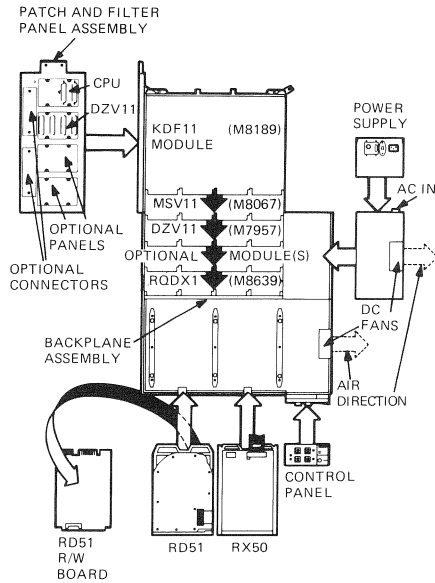 PATCH AND FILTER
PANEL ASSEMBLY
CPU
DZV11
KDF11 (M8189)
MODULE
POWER
SUPPLY
AC IN
MSV11 (M8067)
DZV11 (M7957)
OPTIONAL MODULE(S)
RQDX1 (M8639)
OPTIONAL
PANELS
OPTIONAL
CONNECTORS
DC
FANS
BACKPLANE
ASSEMBLY
AIR
DIRECTION
CONTROL
PANEL
RD51
R/W
BOARD
RD51
RX50